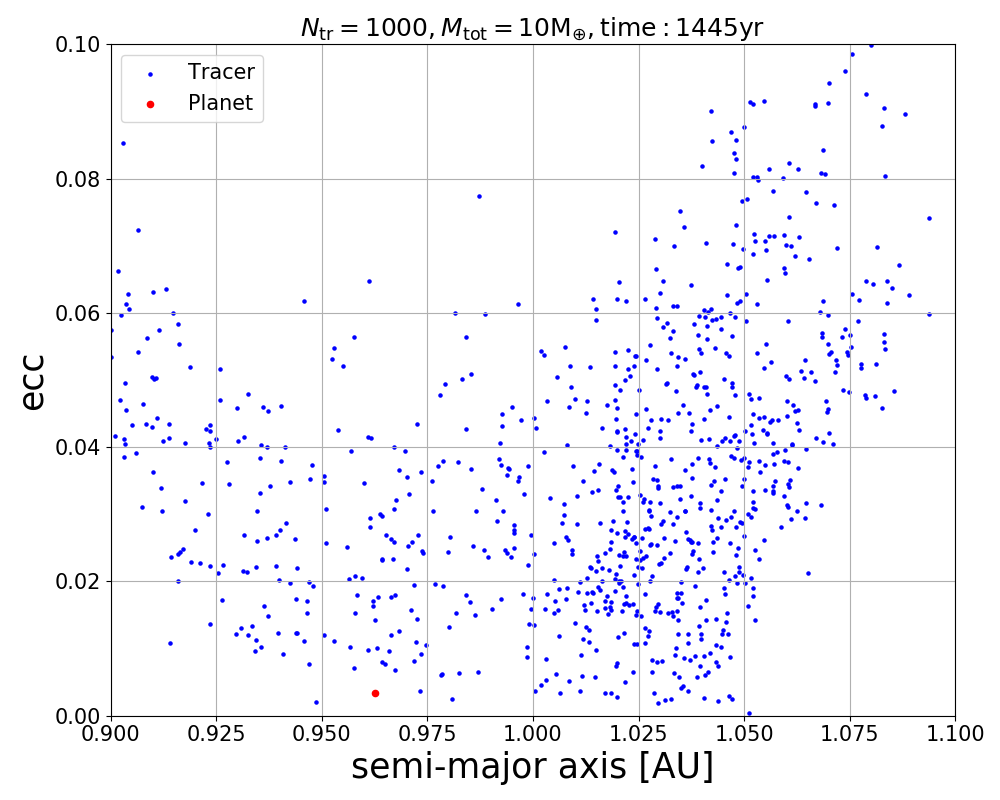 N_tr = 1000, M_tot = 10M_⊕, time : 1445yr
Tracer
Planet
0.10
0.08
0.06
0.04
0.02
0.00
ecc
0.900 0.925 0.950 0.975 1.000 1.025 1.050 1.075 1.100
semi-major axis [AU]